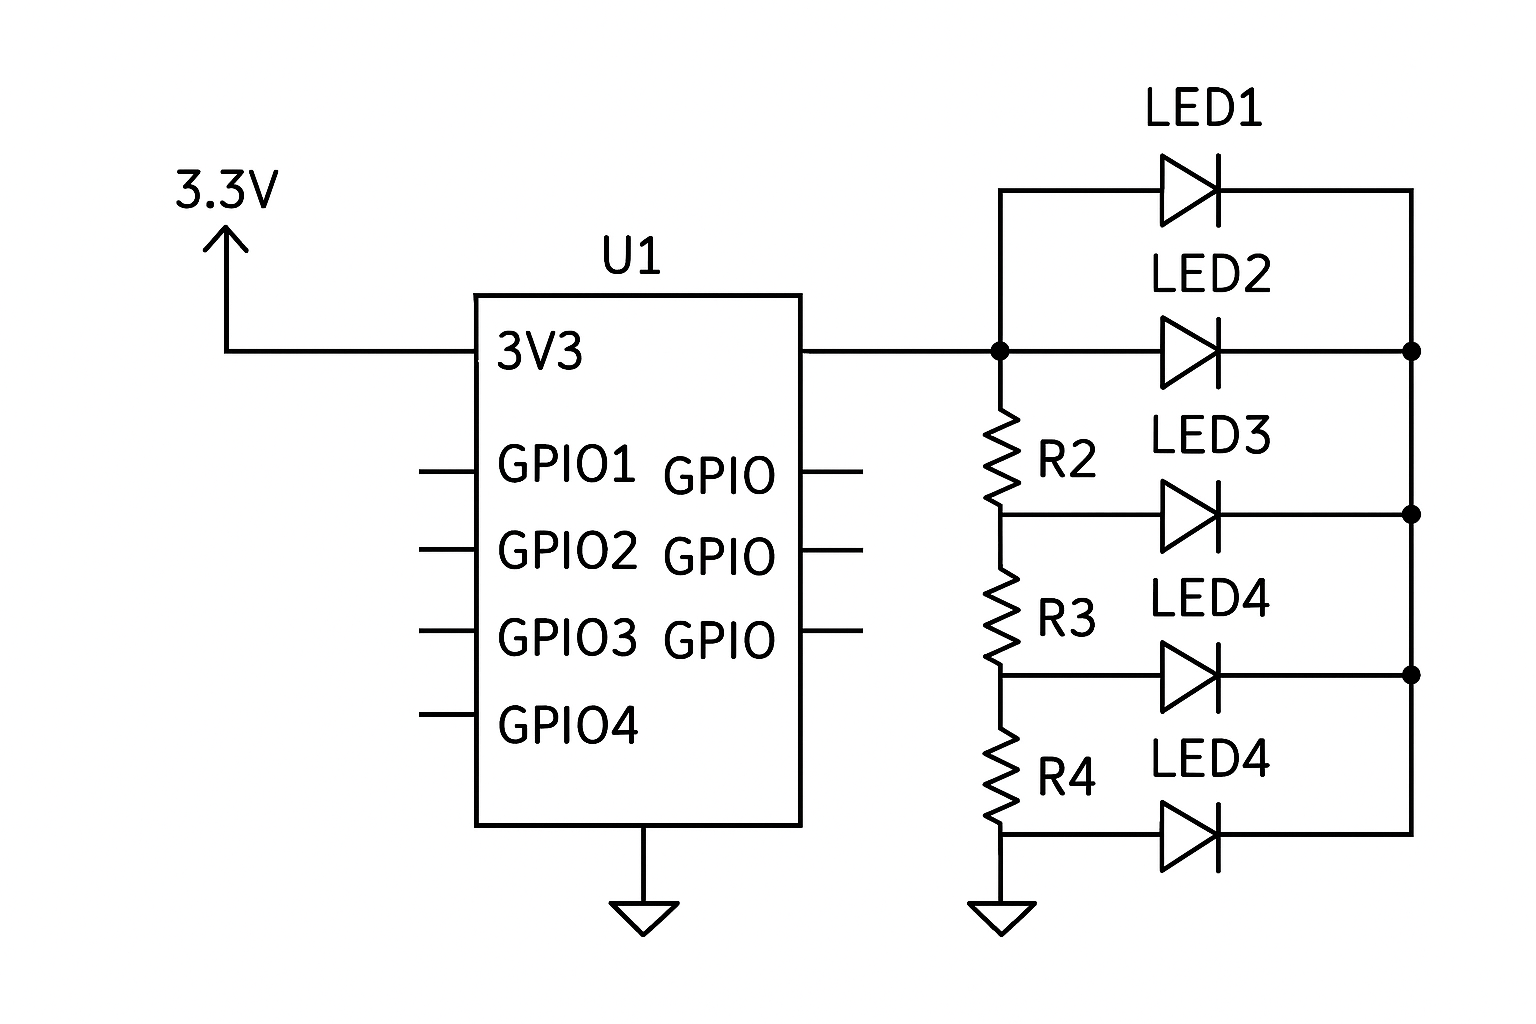 LED1
3.3V
U1
LED2
3V3
LED3
GPIO1 GPIO
R2
GPIO2 GPIO
LED4
GPIO3 GPIO
R3
GPIO4
LED4
R4